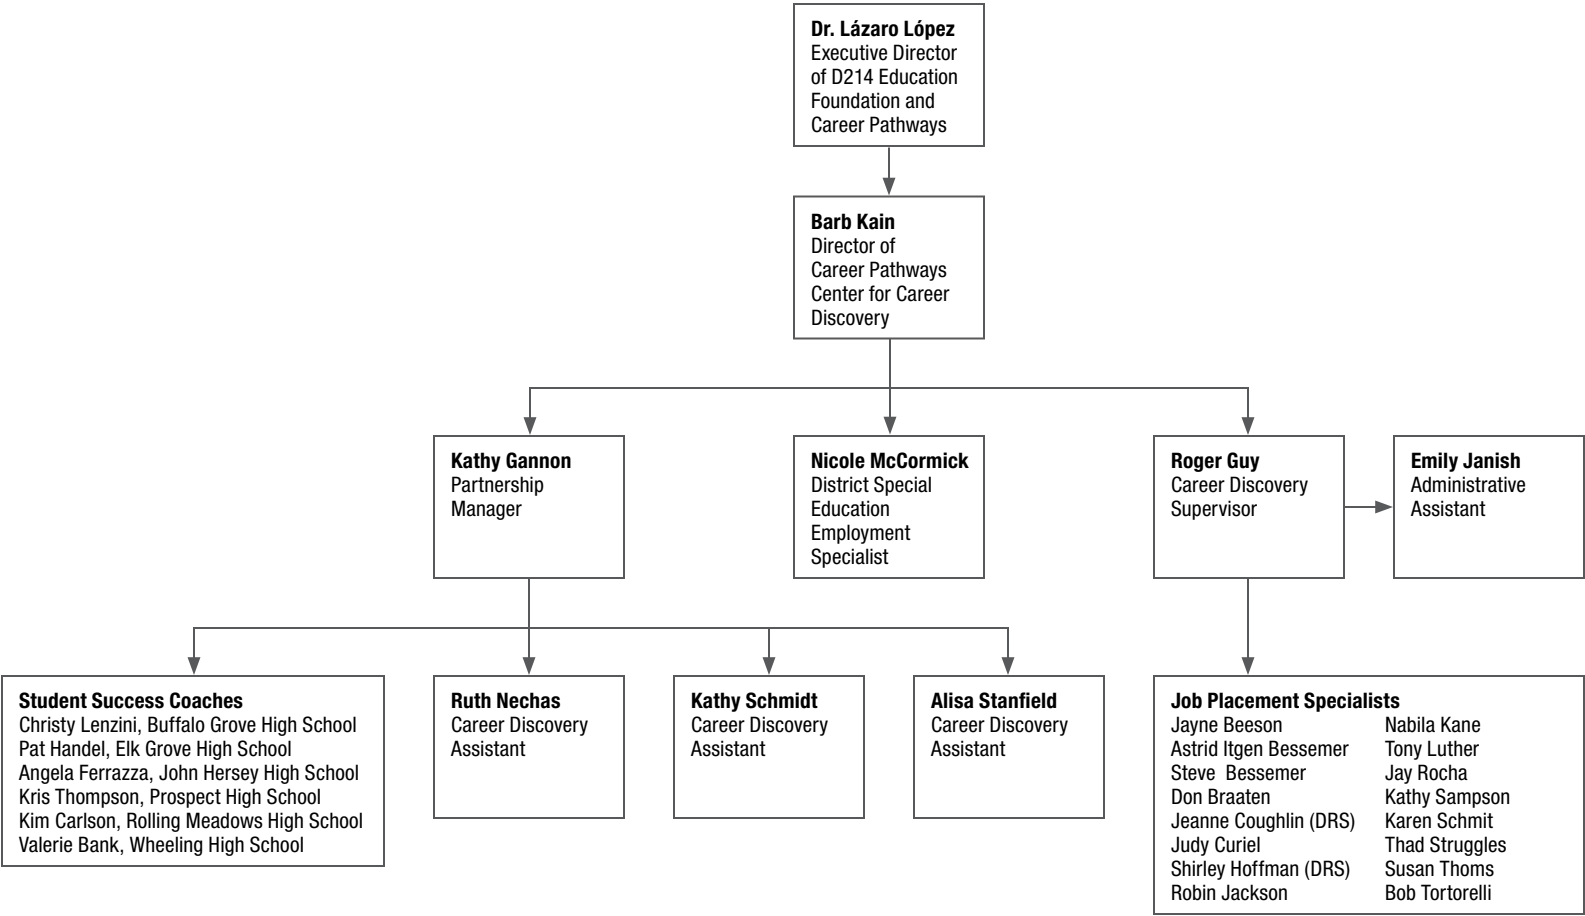 Dr. Lázaro López
Executive Director
of D214 Education
Foundation and
Career Pathways
Barb Kain
Director of
Career Pathways
Center for Career
Discovery
Kathy Gannon
Partnership
Manager
Nicole McCormick
District Special
Education
Employment
Specialist
Roger Guy
Career Discovery
Supervisor
Emily Janish
Administrative
Assistant
Student Success Coaches
Christy Lenzini, Buffalo Grove High School
Pat Handel, Elk Grove High School
Angela Ferrazza, John Hersey High School
Kris Thompson, Prospect High School
Kim Carlson, Rolling Meadows High School
Valerie Bank, Wheeling High School
Ruth Nechas
Career Discovery
Assistant
Kathy Schmidt
Career Discovery
Assistant
Alisa Stanfield
Career Discovery
Assistant
Job Placement Specialists
Jayne Beeson
Astrid Itgen Bessemer
Steve  Bessemer
Don Braaten
Jeanne Coughlin (DRS)
Judy Curiel
Shirley Hoffman (DRS)
Robin Jackson
Nabila Kane
Tony Luther
Jay Rocha
Kathy Sampson
Karen Schmit
Thad Struggles
Susan Thoms
Bob Tortorelli